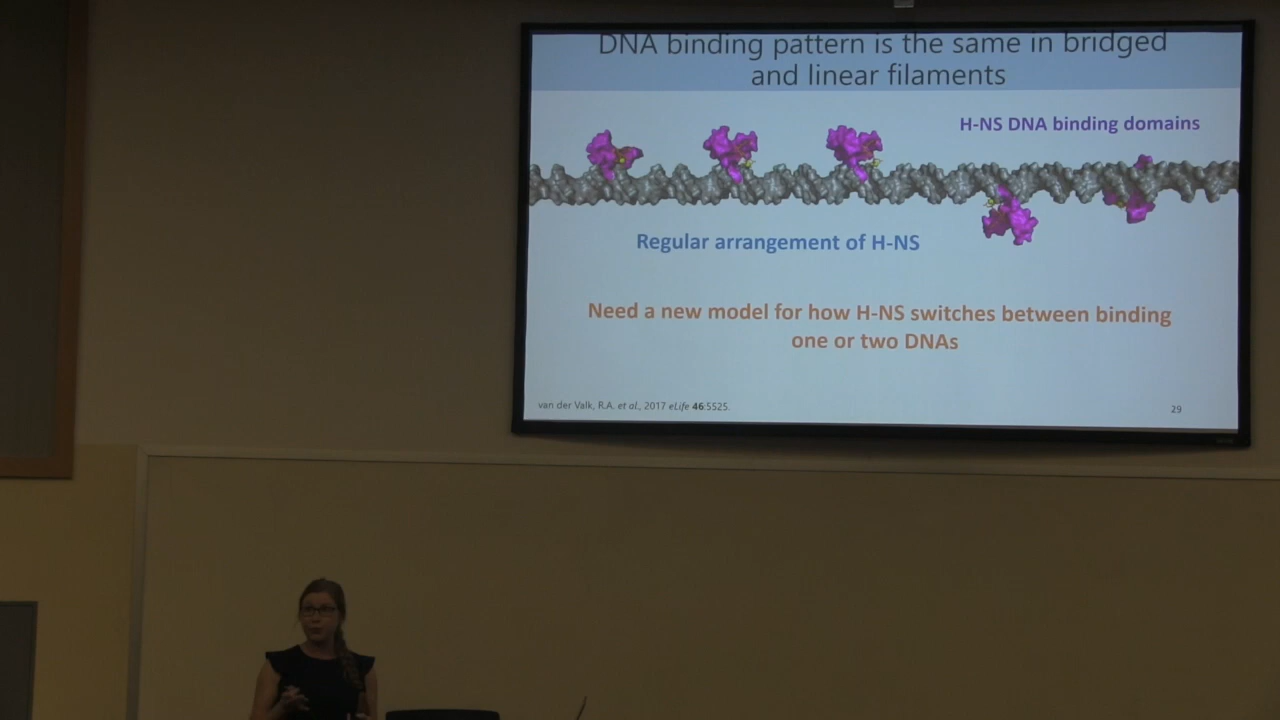 DNA binding pattern is the same in bridged
and linear filaments
H-NS DNA binding domains
Regular arrangement of H-NS
Need a new model for how H-NS switches between binding
one or two DNAs
van der Valk, R.A. et al., 2017 eLife 46:5525.
29